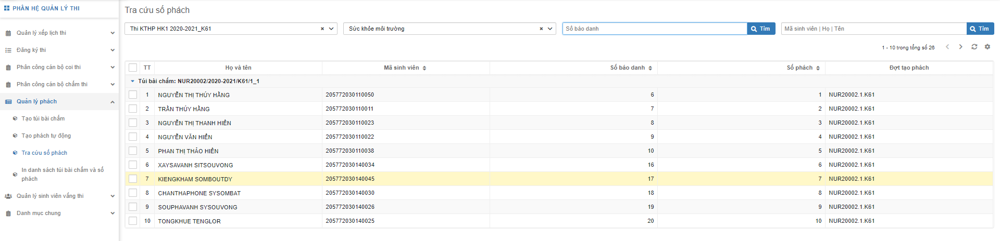 PHÂN HỆ QUẢN LÝ THI
Quản lý xếp lịch thi
Đăng ký thi
Phân công cán bộ coi thi
Phân công cán bộ chấm thi
Quản lý phách
Tạo túi bài chấm
Tạo phách tự động
Tra cứu số phách
In danh sách túi bài chấm và số phách
Quản lý sinh viên vắng thi
Danh mục chung
Tra cứu số phách
Thi KTHP HK1 2020-2021_K61
Sức khỏe môi trường
Số báo danh Tìm
Mã sinh viên | Họ | Tên Tìm
1 - 10 trong tổng số 26
TT Họ và tên Mã sinh viên Số báo danh Số phách Đợt tạo phách
Túi bài chấm: NUR20002/2020-2021/K61/1_1
1 NGUYỄN THỊ THÚY HẰNG 205772030110050 6 1 NUR20002.1.K61
2 TRẦN THÚY HẰNG 205772030110011 7 2 NUR20002.1.K61
3 NGUYỄN THỊ THANH HIỀN 205772030110023 8 3 NUR20002.1.K61
4 NGUYỄN VĂN HIỂN 205772030110022 9 4 NUR20002.1.K61
5 PHAN THỊ THẢO HIỀN 205772030110038 10 5 NUR20002.1.K61
6 XAYSAVANH SITSOUVONG 205772030140034 16 6 NUR20002.1.K61
7 KIENGKHAM SOMBOUTDY 205772030140045 17 7 NUR20002.1.K61
8 CHANTHAPHONE SYSOMBAT 205772030140030 18 8 NUR20002.1.K61
9 SOUPHAVANH SYSOUVONG 205772030140026 19 9 NUR20002.1.K61
10 TONGKHUE TENGLOR 205772030140025 20 10 NUR20002.1.K61